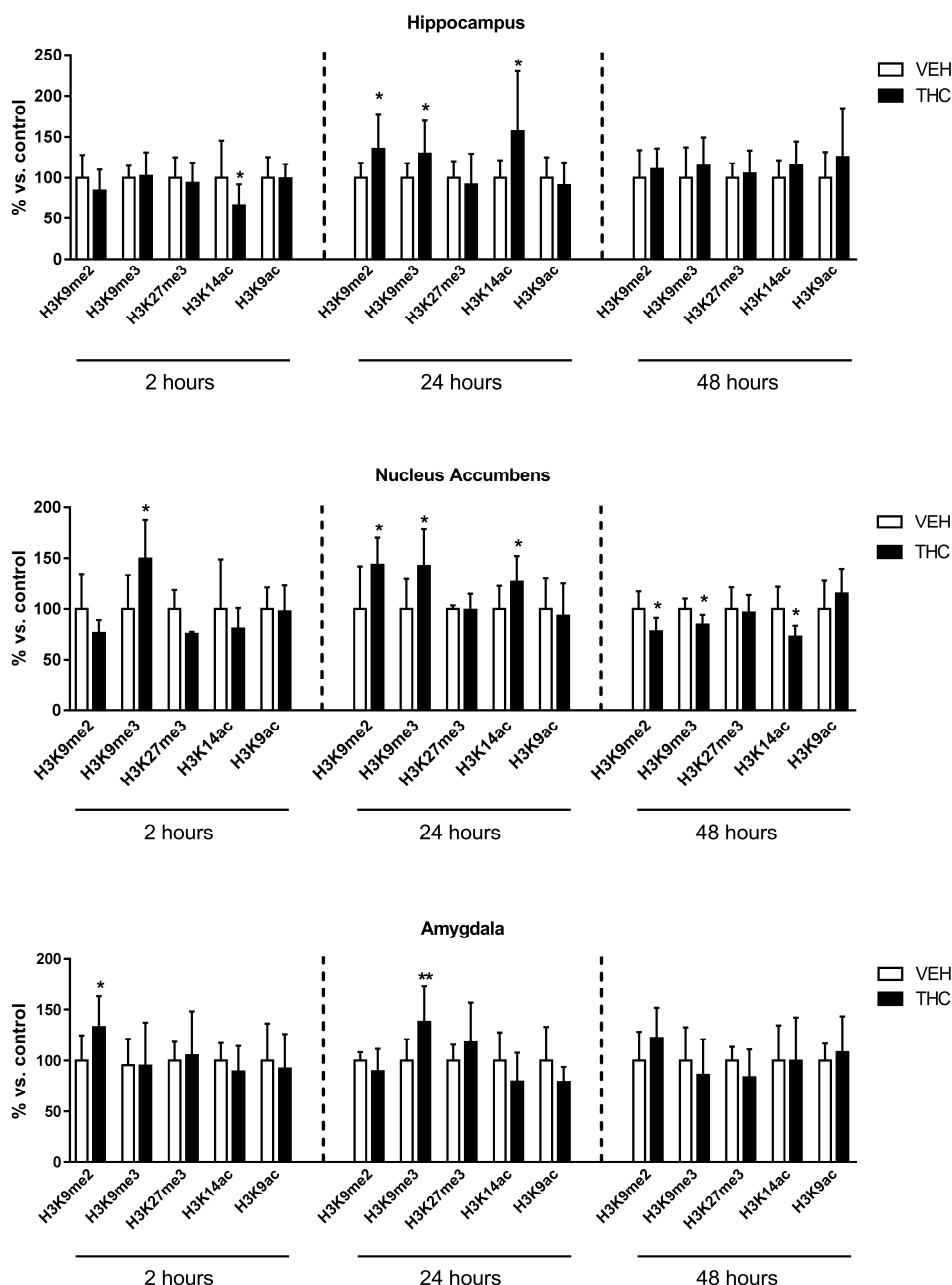 Hippocampus
250
200
150
100
50
0
% vs. control
* * * *
VEH
THC
H3K9me2 H3K9me3 H3K27me3 H3K14ac H3K9ac H3K9me2 H3K9me3 H3K27me3 H3K14ac H3K9ac H3K9me2 H3K9me3 H3K27me3 H3K14ac H3K9ac
2 hours 24 hours 48 hours
Nucleus Accumbens
200
150
100
50
0
% vs. control
* * * * * * *
VEH
THC
H3K9me2 H3K9me3 H3K27me3 H3K14ac H3K9ac H3K9me2 H3K9me3 H3K27me3 H3K14ac H3K9ac H3K9me2 H3K9me3 H3K27me3 H3K14ac H3K9ac
2 hours 24 hours 48 hours
Amygdala
200
150
100
50
0
% vs. control
* **
VEH
THC
H3K9me2 H3K9me3 H3K27me3 H3K14ac H3K9ac H3K9me2 H3K9me3 H3K27me3 H3K14ac H3K9ac H3K9me2 H3K9me3 H3K27me3 H3K14ac H3K9ac
2 hours 24 hours 48 hours